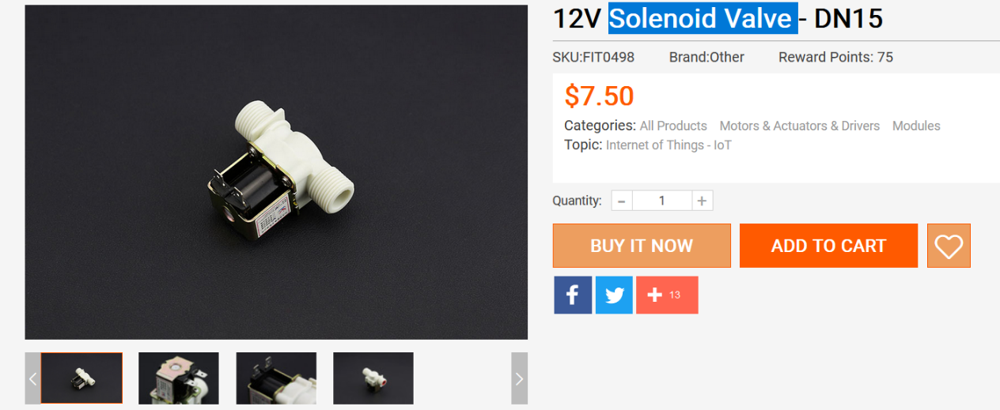 12V Solenoid Valve - DN15
SKU:FIT0498 Brand:Other Reward Points: 75
$7.50
Categories: All Products Motors & Actuators & Drivers Modules
Topic: Internet of Things - IoT
Quantity: - 1 +
BUY IT NOW ADD TO CART
+ 13